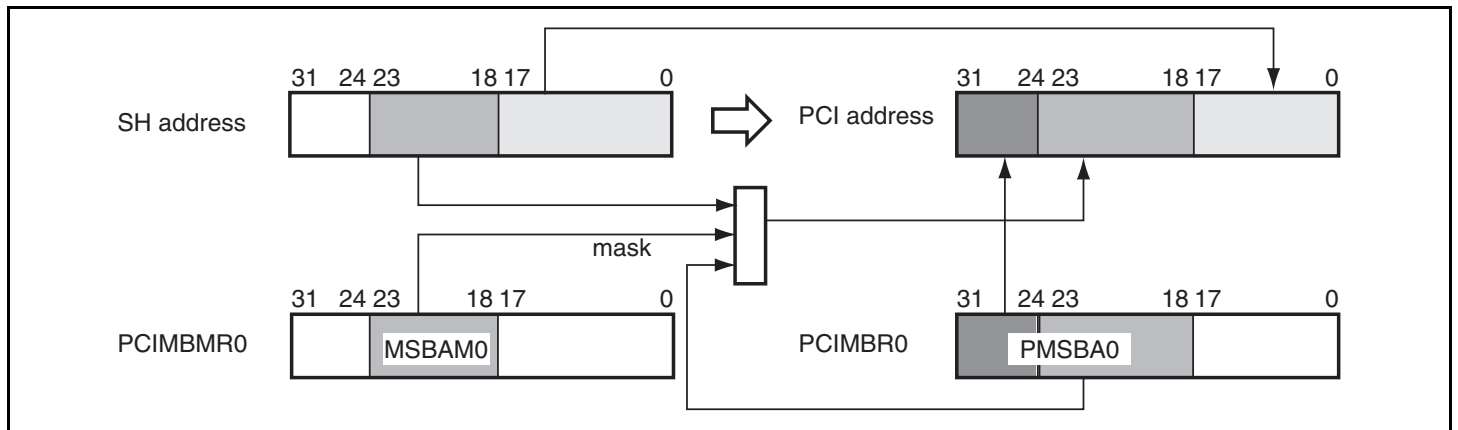 31 24 23 18 17 0
SH address
31 24 23 18 17 0
PCI address
mask
31 24 23 18 17 0
PCIMBMR0
MSBAM0
31 24 23 18 17 0
PCIMBR0
PMSBA0